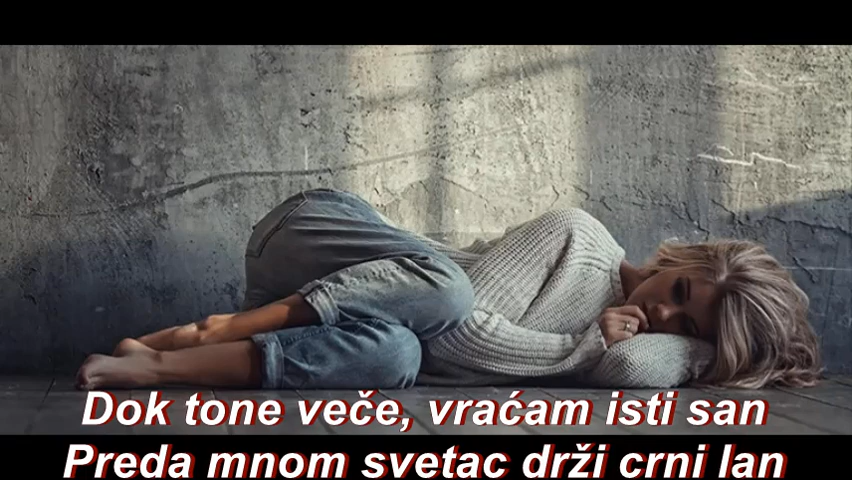 Dok tone veče, vraćam isti san
Preda mnom svetac drži crni lan